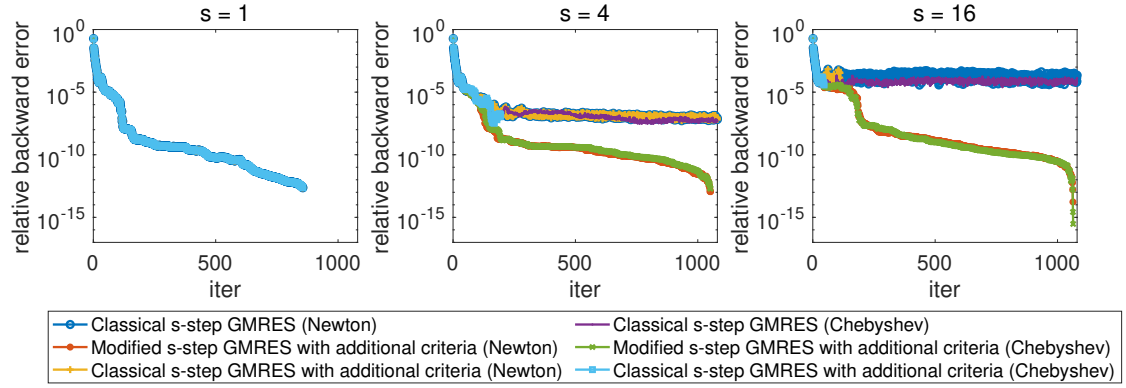 s = 1
s = 4
s = 16
relative backward error
10^0
10^-5
10^-10
10^-15
0
500
1000
iter
relative backward error
10^0
10^-5
10^-10
10^-15
0
500
1000
iter
relative backward error
10^0
10^-5
10^-10
10^-15
0
500
1000
iter
Classical s-step GMRES (Newton)
Classical s-step GMRES (Chebyshev)
Modified s-step GMRES with additional criteria (Newton)
Modified s-step GMRES with additional criteria (Chebyshev)
Classical s-step GMRES with additional criteria (Newton)
Classical s-step GMRES with additional criteria (Chebyshev)